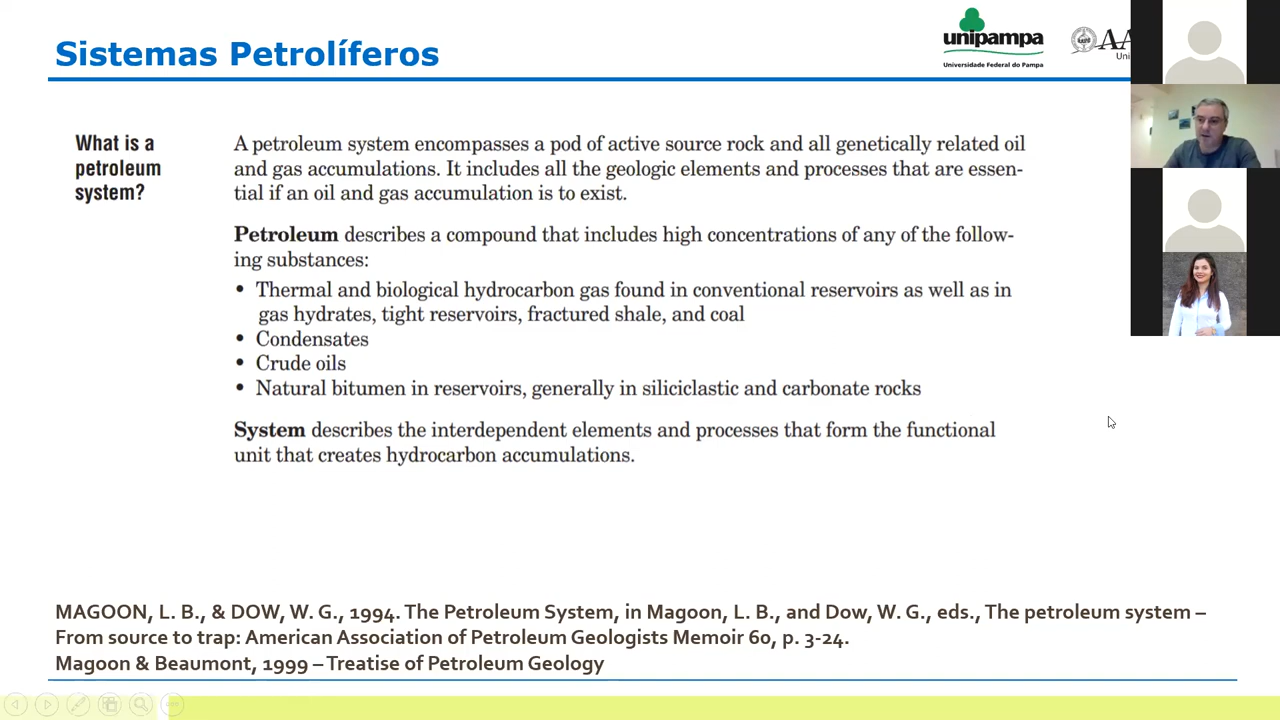 Sistemas Petrolíferos
unipampa
Universidade Federal do Pampa
What is a
petroleum
system?
A petroleum system encompasses a pod of active source rock and all genetically related oil
and gas accumulations. It includes all the geologic elements and processes that are essen-
tial if an oil and gas accumulation is to exist.
Petroleum describes a compound that includes high concentrations of any of the follow-
ing substances:
• Thermal and biological hydrocarbon gas found in conventional reservoirs as well as in
gas hydrates, tight reservoirs, fractured shale, and coal
• Condensates
• Crude oils
• Natural bitumen in reservoirs, generally in siliciclastic and carbonate rocks
System describes the interdependent elements and processes that form the functional
unit that creates hydrocarbon accumulations.
MAGOON, L. B., & DOW, W. G., 1994. The Petroleum System, in Magoon, L. B., and Dow, W. G., eds., The petroleum system –
From source to trap: American Association of Petroleum Geologists Memoir 60, p. 3-24.
Magoon & Beaumont, 1999 – Treatise of Petroleum Geology